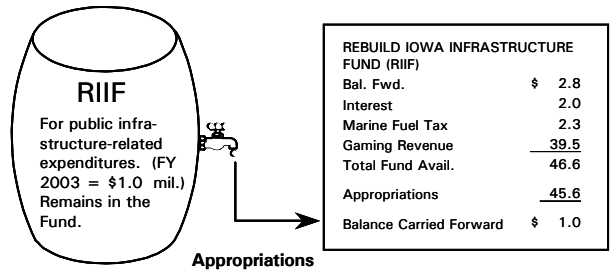 RIIF
For public infra-
structure-related
expenditures. (FY
2003 = $1.0 mil.)
Remains in the
Fund.
Appropriations
REBUILD IOWA INFRASTRUCTURE
FUND (RIIF)
Bal. Fwd. $ 2.8
Interest 2.0
Marine Fuel Tax 2.3
Gaming Revenue 39.5
Total Fund Avail. 46.6
Appropriations 45.6
Balance Carried Forward $ 1.0